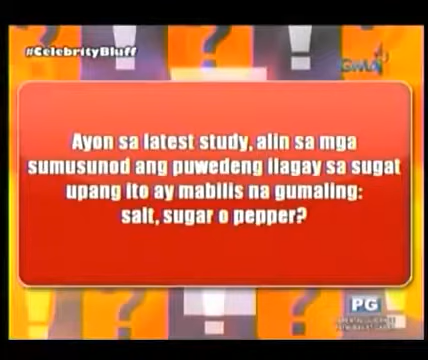 #CelebrityBluff
GMA
Ayon sa latest study, alin sa mga
sumusunod ang puwedeng ilagay sa sugat
upang ito ay mabilis na gumaling:
salt, sugar o pepper?
PG